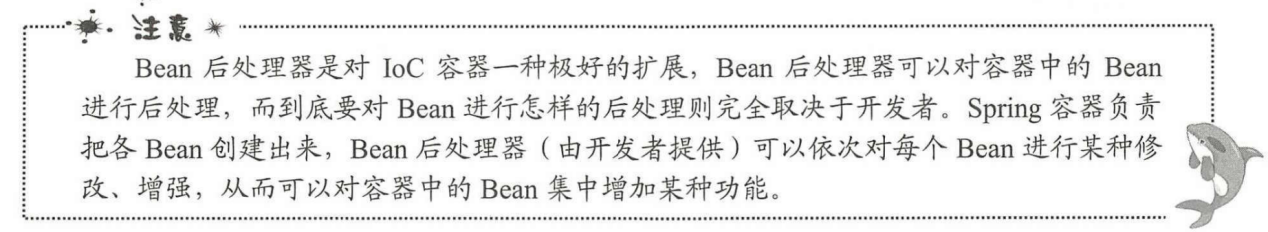 注意
Bean 后处理器是对 IoC 容器一种极好的扩展，Bean 后处理器可以对容器中的 Bean
进行后处理，而到底要对 Bean 进行怎样的后处理则完全取决于开发者。Spring 容器负责
把各 Bean 创建出来，Bean 后处理器（由开发者提供）可以依次对每个 Bean 进行某种修
改、增强，从而可以对容器中的 Bean 集中增加某种功能。